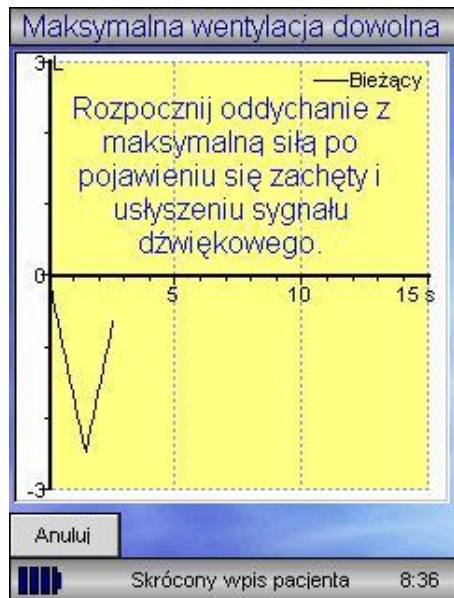 Maksymalna wentylacja dowolna
3 L
Bieżący
Rozpocznij oddychanie z
maksymalną siłą po
pojawieniu się zachęty i
usłyszeniu sygnału
dźwiękowego.
0
5 10 15 s
-3
Anuluj
Skrócony wpis pacjenta 8:36